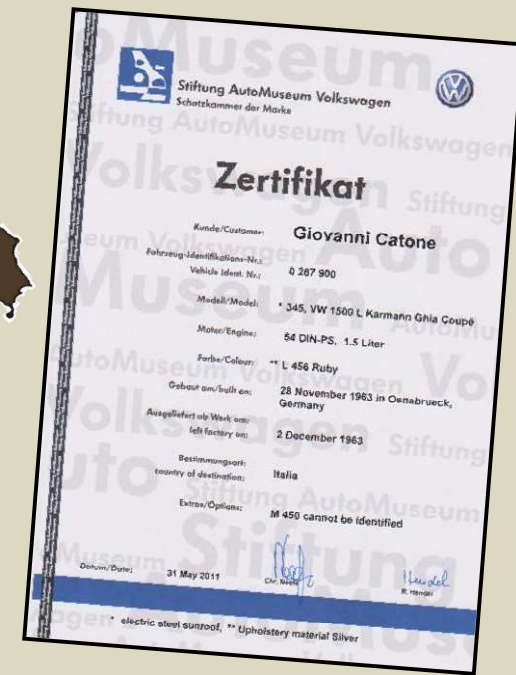 Stiftung AutoMuseum Volkswagen
Schatzkammer der Marke
Zertifikat
Kunde/Customer: Giovanni Catone
Fahrzeug-Identifikations-Nr.:
Vehicle Ident. Nr.: 0 267 900
Modell/Model: * 345, VW 1500 L Karmann Ghia Coupé
Motor/Engine: 54 DIN-PS, 1.5 Liter
Farbe/Colour: ** L 456 Ruby
Gebaut am/built on: 28 November 1963 in Osnabrueck,
Germany
Ausgeliefert ab Werk am:
left factory on: 2 December 1963
Bestimmungsort:
country of destination: Italia
Extras/Options: M 450 cannot be identified
Datum/Date: 31 May 2011
Chr.
R. Hendel
* electric steel sunroof, ** Upholstery material Silver